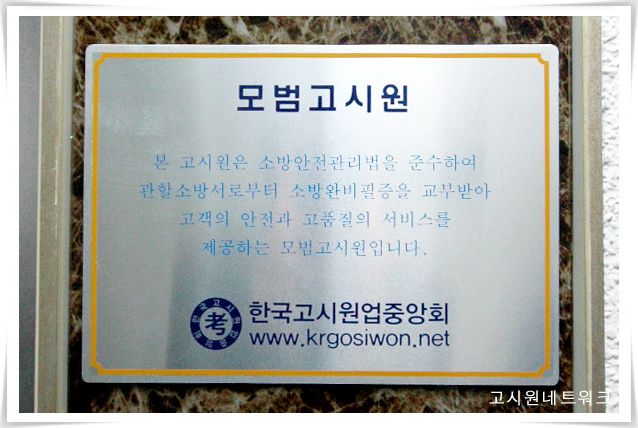 모범고시원
본 고시원은 소방안전관리법을 준수하여
관할소방서로부터 소방완비필증을 교부받아
고객의 안전과 고품질의 서비스를
제공하는 모범고시원입니다.
考
한국고시원업중앙회
www.krgosiwon.net
고시원네트워크